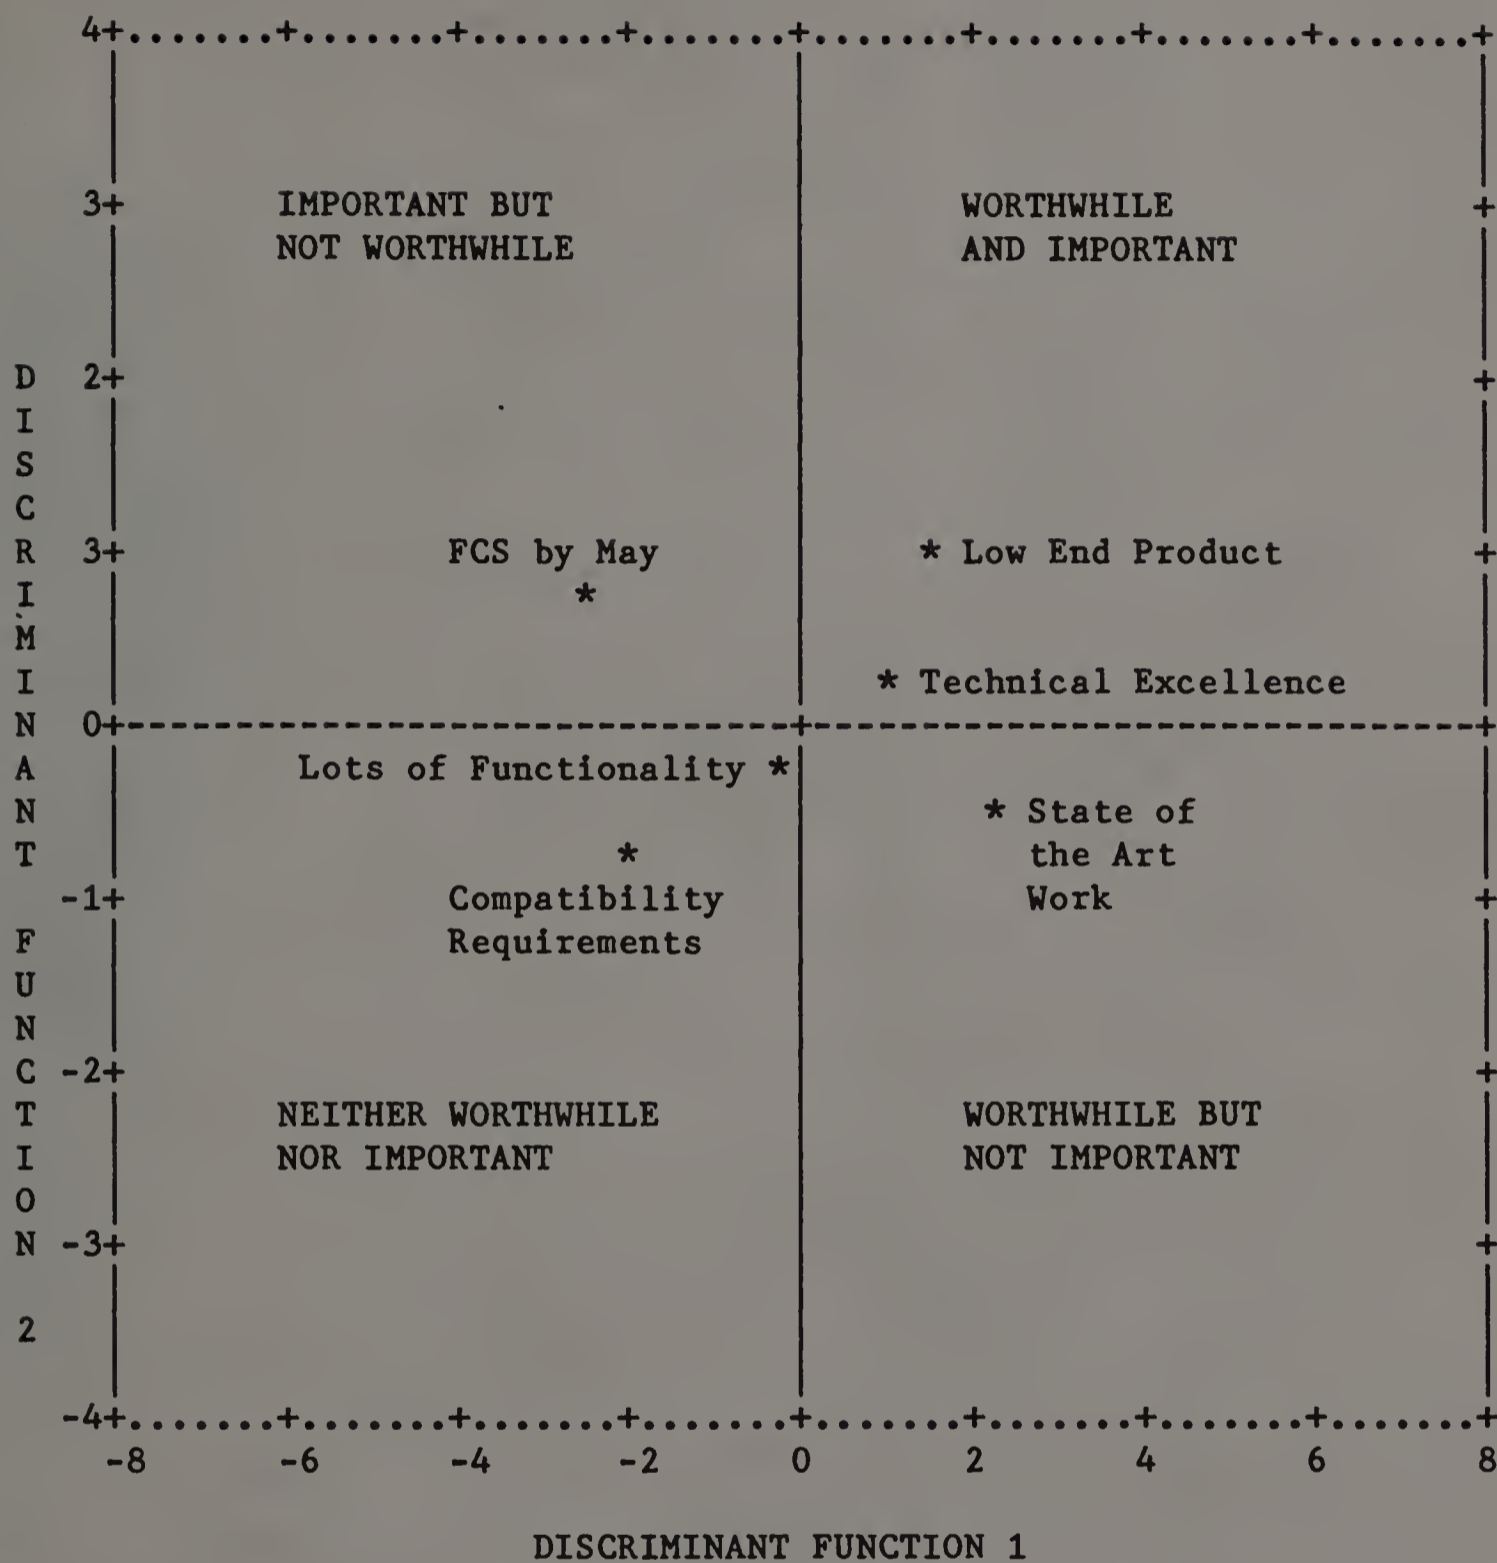 4+.......+.......+.......+.......+.......+.......+.......+.......+
3+ IMPORTANT BUT WORTHWHILE +
NOT WORTHWHILE AND IMPORTANT
D 2+ +
I
S
C
R 3+ FCS by May * Low End Product +
I *
M
I * Technical Excellence
N 0+--------------------------------+--------------------------------+
A Lots of Functionality *
N * State of
T * the Art
-1+ Compatibility Work +
F Requirements
U
N
C -2+ +
T NEITHER WORTHWHILE WORTHWHILE BUT
I NOR IMPORTANT NOT IMPORTANT
O
N -3+ +
2
-4+.......+.......+.......+.......+.......+.......+.......+.......+
-8 -6 -4 -2 0 2 4 6 8
DISCRIMINANT FUNCTION 1